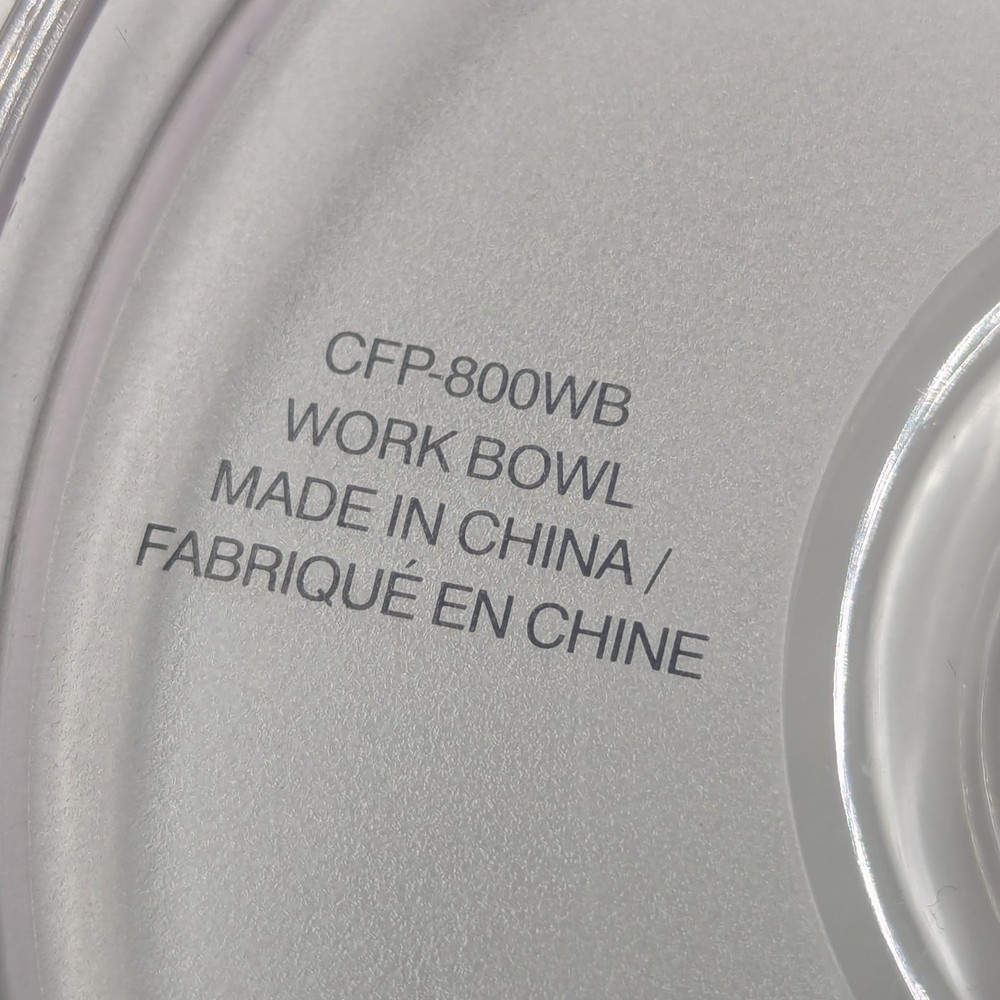 CFP-800WB
WORK BOWL
MADE IN CHINA /
FABRIQUÉ EN CHINE